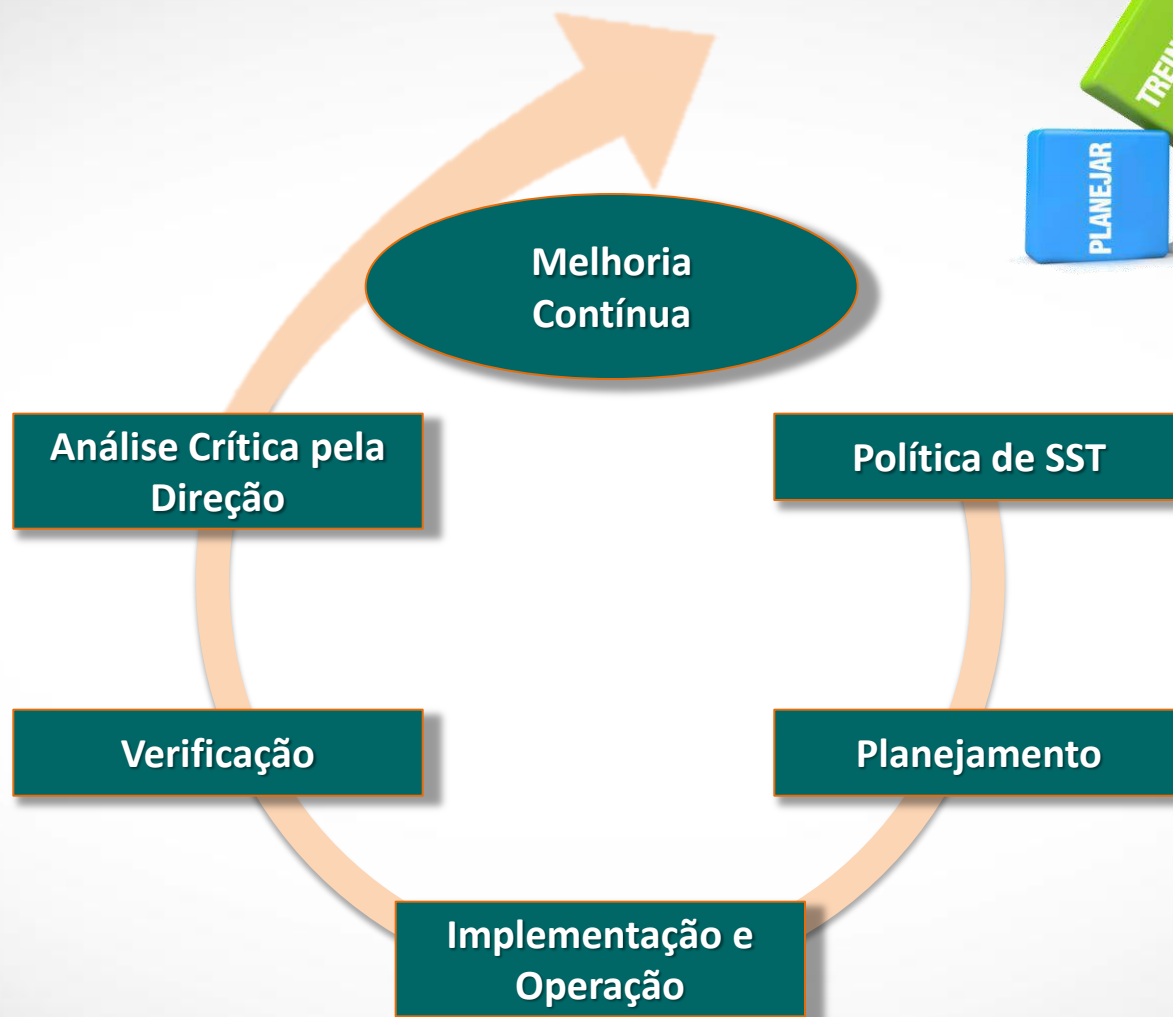 PLANEJAR
Melhoria
Contínua
Análise Crítica pela
Direção
Política de SST
Verificação
Planejamento
Implementação e
Operação